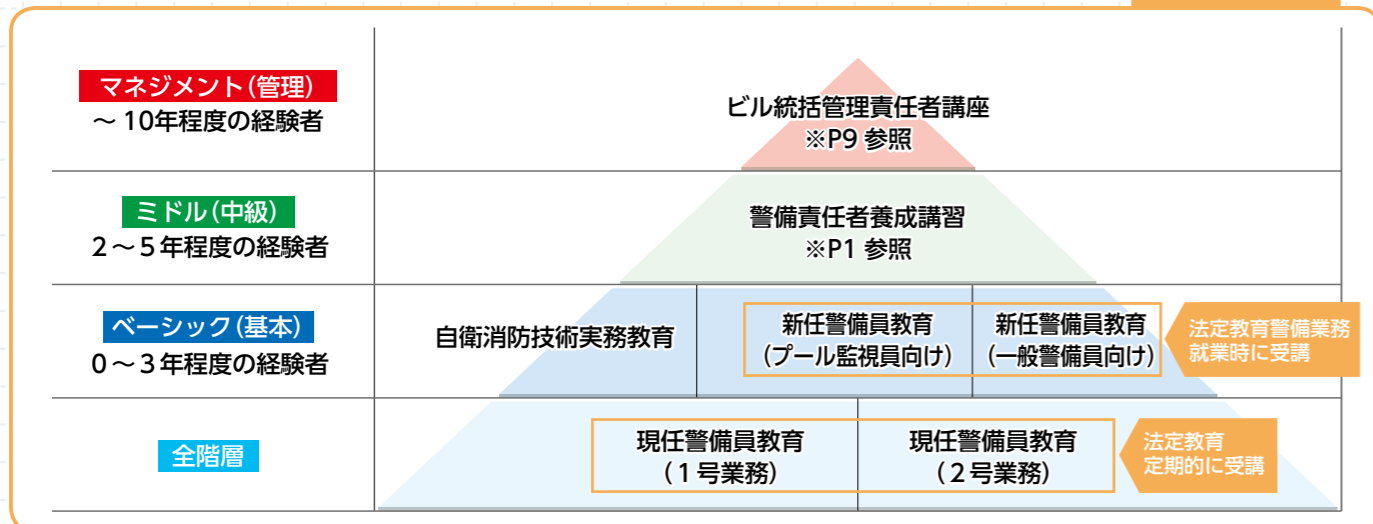 マネジメント(管理)
～10年程度の経験者
ビル統括管理責任者講座
※P9 参照
ミドル(中級)
２～５年程度の経験者
警備責任者養成講習
※P1 参照
ベーシック(基本)
０～３年程度の経験者
自衛消防技術実務教育
新任警備員教育
(プール監視員向け)
新任警備員教育
(一般警備員向け)
法定教育警備業務
就業時に受講
全階層
現任警備員教育
(１号業務)
現任警備員教育
(２号業務)
法定教育
定期的に受講